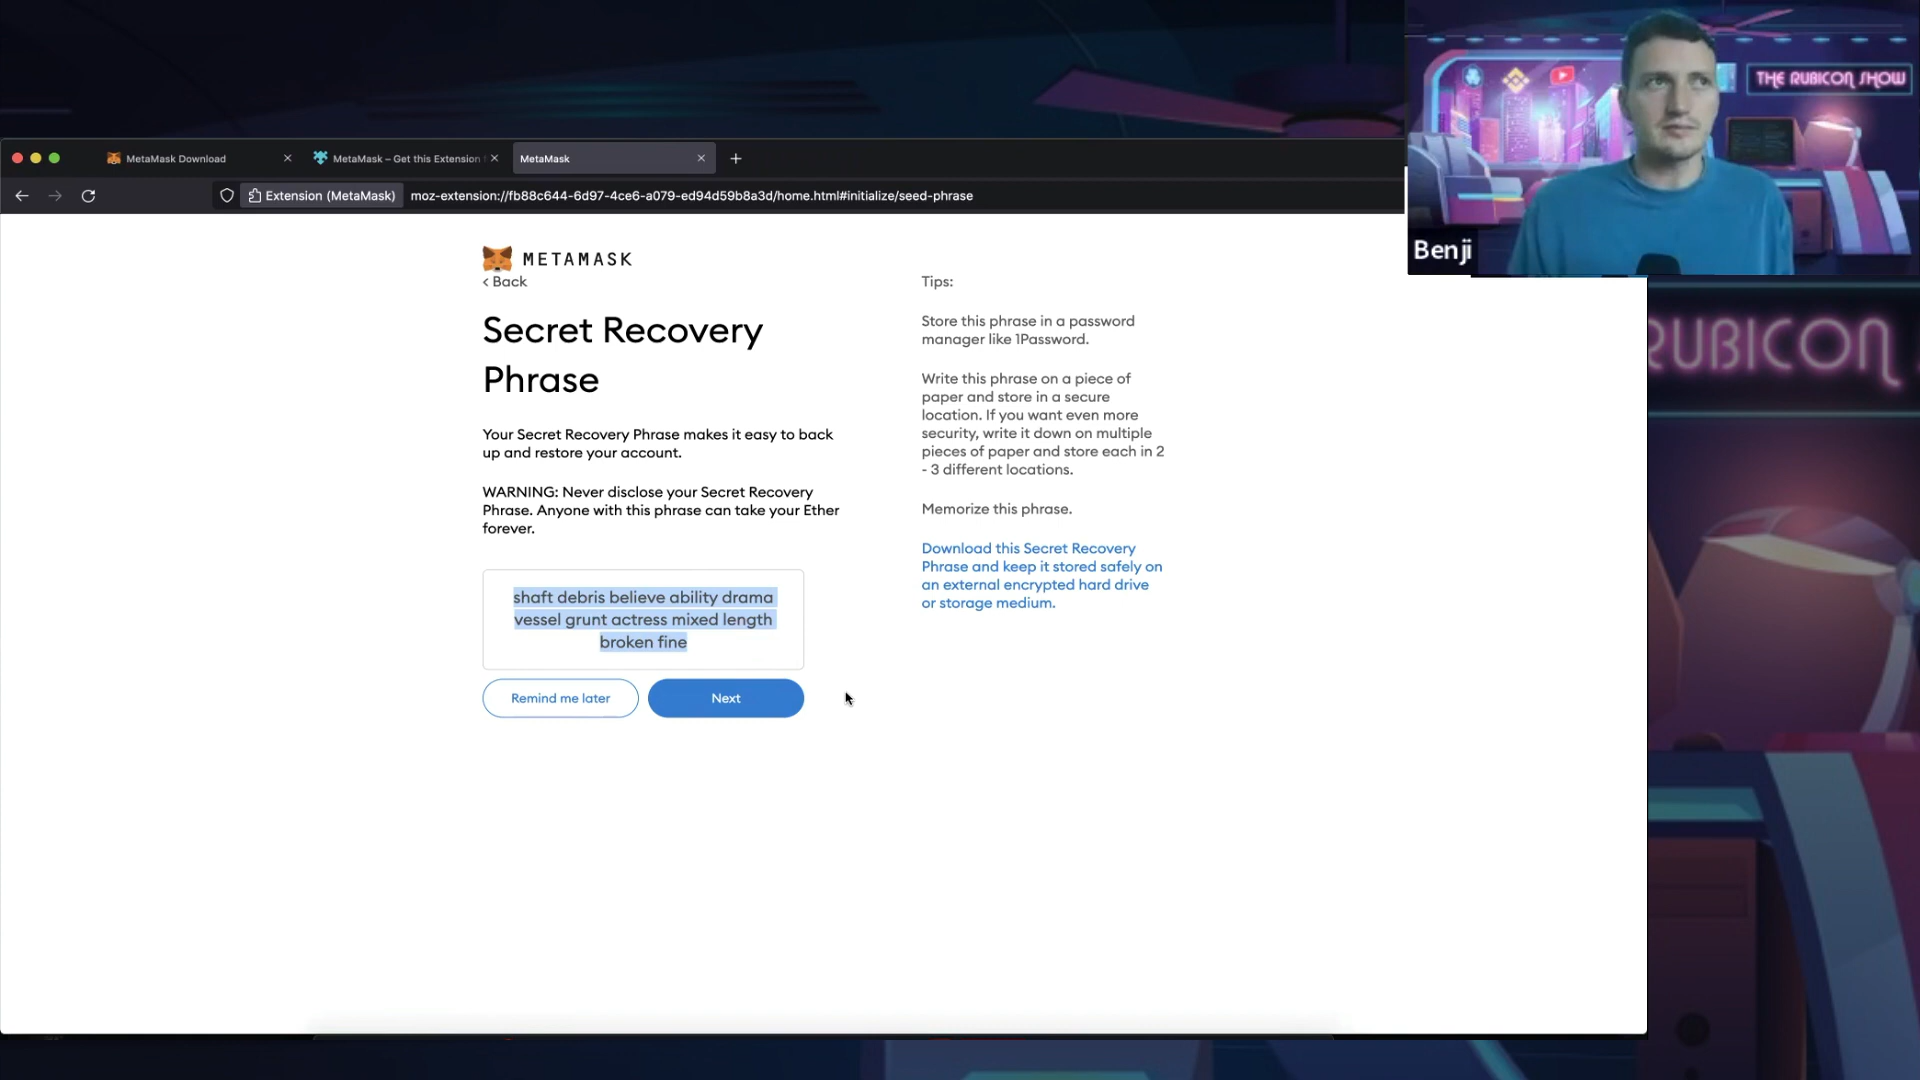 THE RUBICON SHOW
MetaMask Download
MetaMask – Get this Extension
MetaMask
Extension (MetaMask)
moz-extension://fb88c644-6d97-4ce6-a079-ed94d59b8a3d/home.html#initialize/seed-phrase
Benji
METAMASK
< Back
Secret Recovery
Phrase
Your Secret Recovery Phrase makes it easy to back
up and restore your account.
WARNING: Never disclose your Secret Recovery
Phrase. Anyone with this phrase can take your Ether
forever.
shaft debris believe ability drama
vessel grunt actress mixed length
broken fine
Remind me later
Next
Tips:
Store this phrase in a password
manager like 1Password.
Write this phrase on a piece of
paper and store in a secure
location. If you want even more
security, write it down on multiple
pieces of paper and store each in 2
- 3 different locations.
Memorize this phrase.
Download this Secret Recovery
Phrase and keep it stored safely on
an external encrypted hard drive
or storage medium.
RUBICON